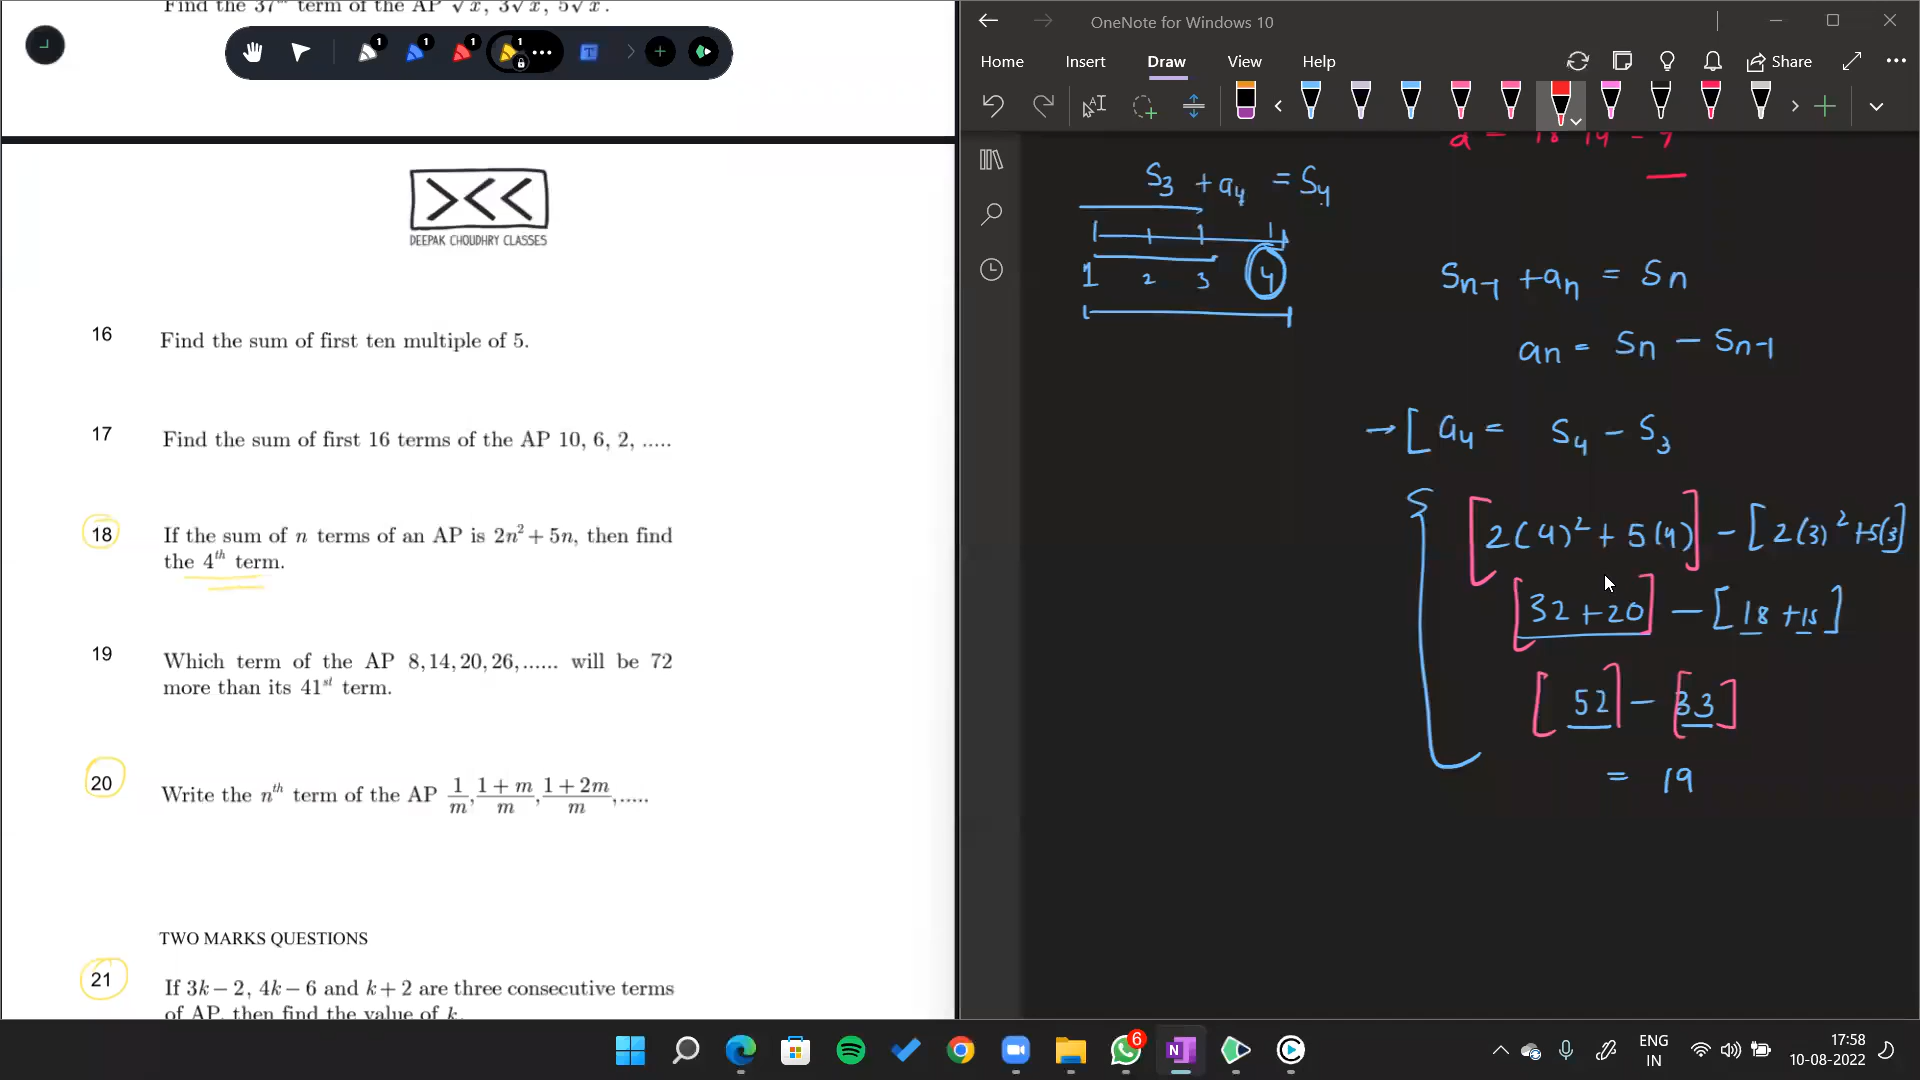 Find the 37th term of the AP √x, 3√x, 5√x.
DEEPAK CHOUDHRY CLASSES
16 Find the sum of first ten multiple of 5.
17 Find the sum of first 16 terms of the AP 10, 6, 2, .....
18 If the sum of n terms of an AP is 2n² + 5n, then find
the 4th term.
19 Which term of the AP 8, 14, 20, 26, ...... will be 72
more than its 41st term.
20 Write the nth term of the AP 1/m, 1 + m/m, 1 + 2m/m, .....
TWO MARKS QUESTIONS
21 If 3k − 2, 4k − 6 and k + 2 are three consecutive terms
of AP, then find the value of k.
OneNote for Windows 10
Home Insert Draw View Help Share
S₃ + a₄ = S₄
1 2 3 4
Sn-1 + an = Sn
an = Sn − Sn-1
→ [ a₄ = S₄ − S₃
[2(4)² + 5(4)] − [2(3)² + 5(3]
[32 + 20] − [18 + 15]
[52] − [33]
= 19
6
ENG
IN
17:58
10-08-2022